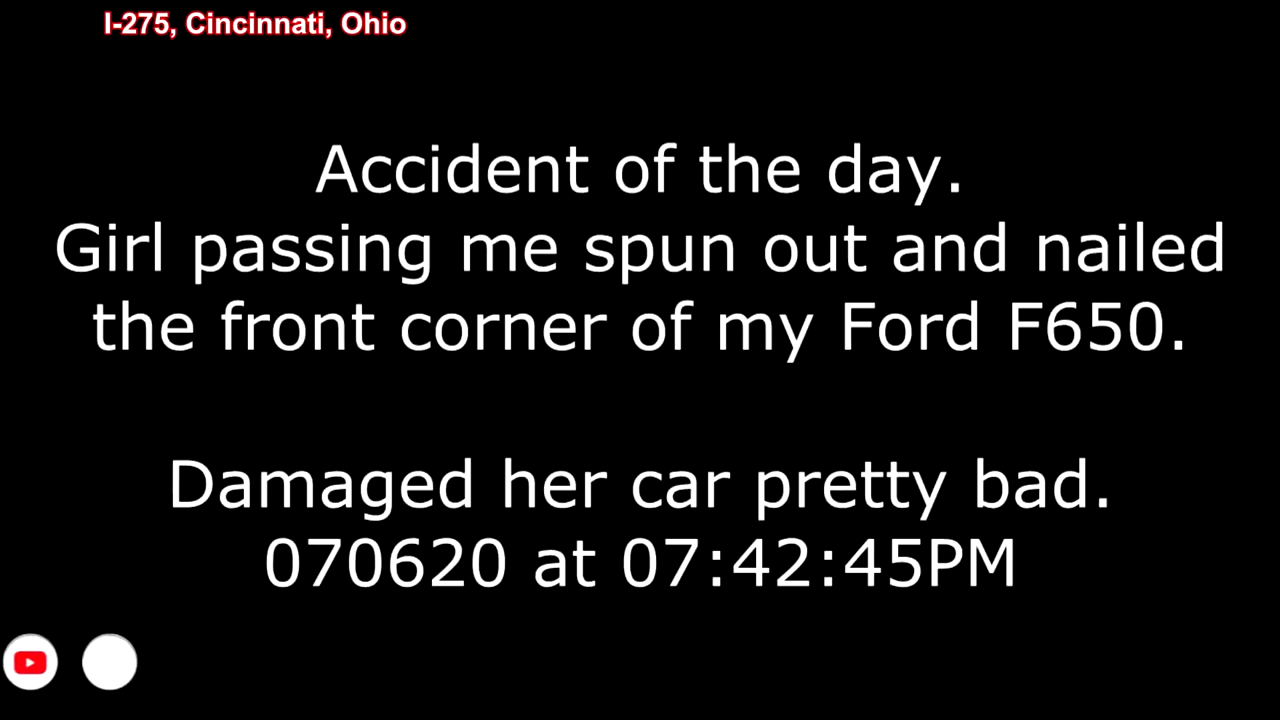 I-275, Cincinnati, Ohio
Accident of the day.
Girl passing me spun out and nailed
the front corner of my Ford F650.
Damaged her car pretty bad.
070620 at 07:42:45PM